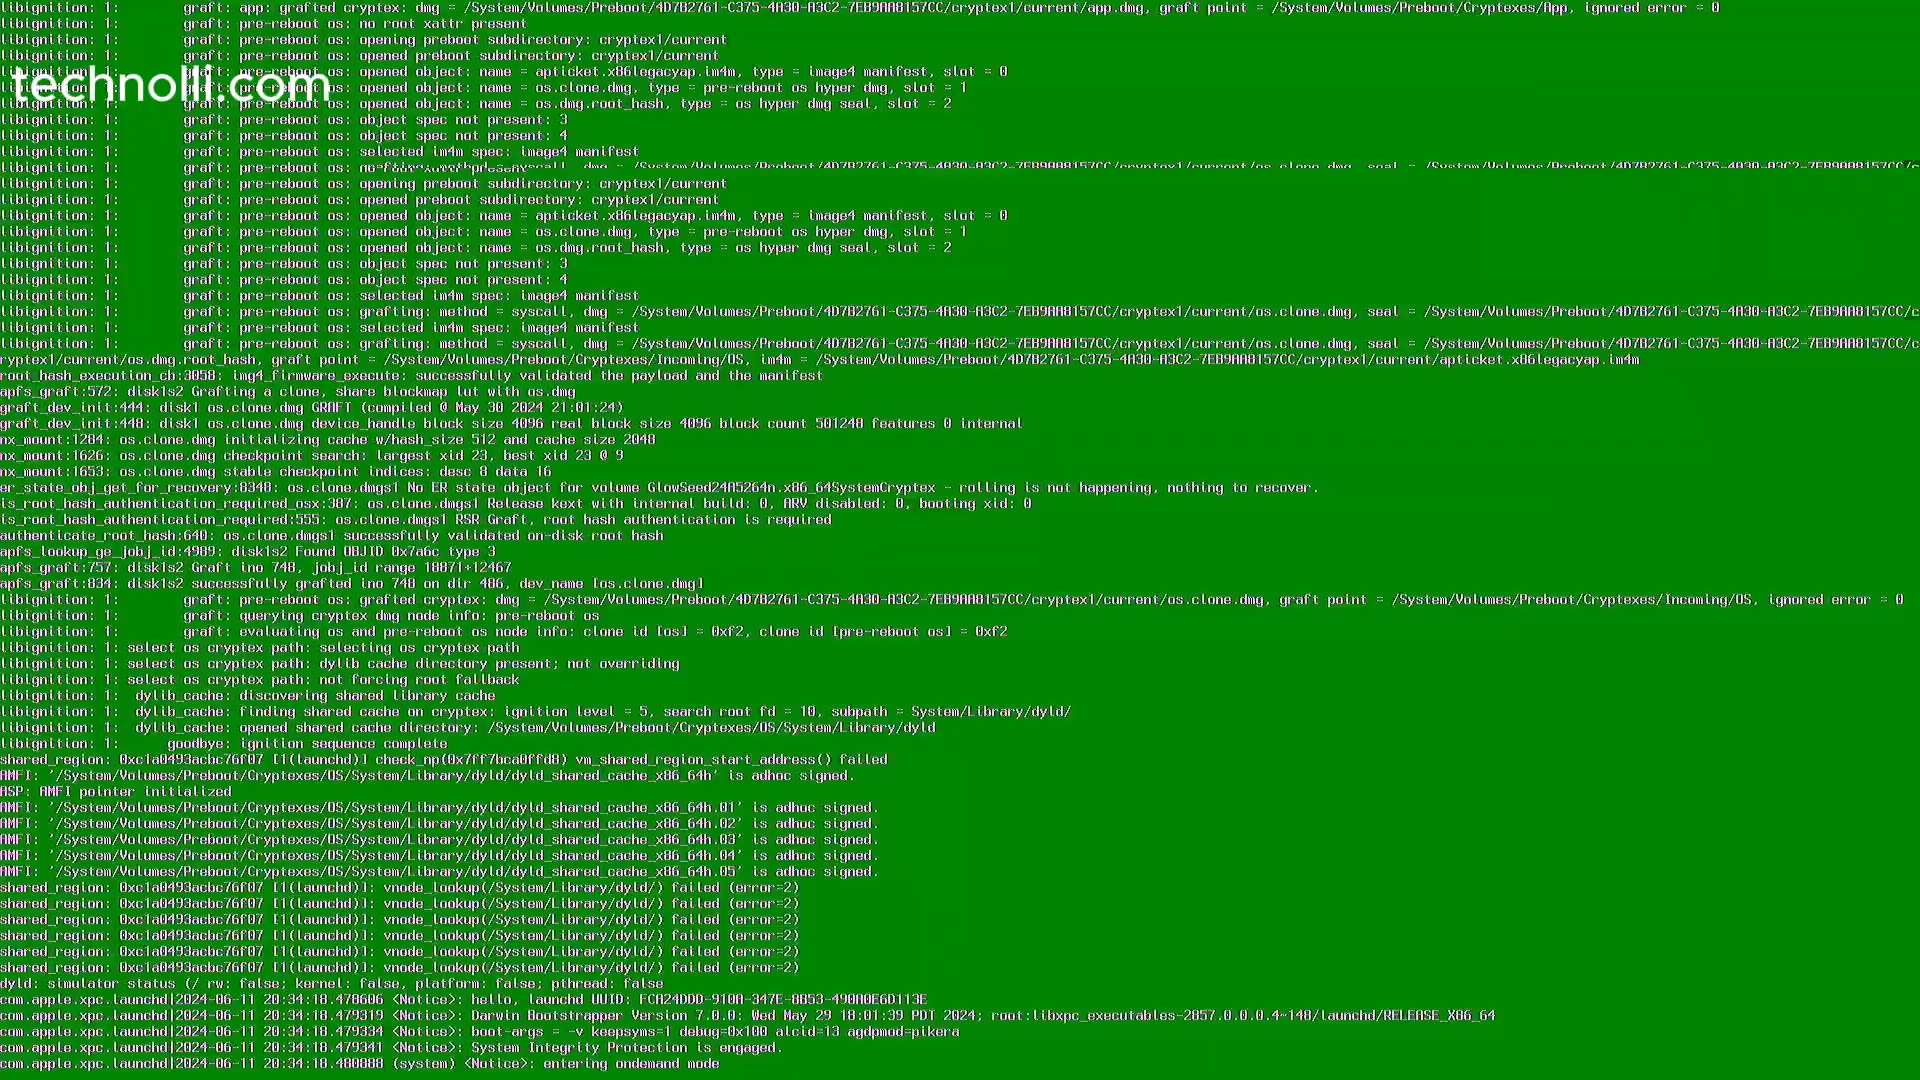 libignition: 1:        graft: app: grafted cryptex: dmg = /System/Volumes/Preboot/4D7B2761-C375-4A30-A3C2-7EB9AA8157CC/cryptex1/current/app.dmg, graft point = /System/Volumes/Preboot/Cryptexes/App, ignored error = 0
libignition: 1:        graft: pre-reboot os: no root xattr present
libignition: 1:        graft: pre-reboot os: opening preboot subdirectory: cryptex1/current
libignition: 1:        graft: pre-reboot os: opened preboot subdirectory: cryptex1/current
libignition: 1:        graft: pre-reboot os: opened object: name = apticket.x86legacyap.im4m, type = image4 manifest, slot = 0
technolli.com
libignition: 1:        graft: pre-reboot os: opened object: name = os.clone.dmg, type = pre-reboot os hyper dmg, slot = 1
libignition: 1:        graft: pre-reboot os: opened object: name = os.dmg.root_hash, type = os hyper dmg seal, slot = 2
libignition: 1:        graft: pre-reboot os: object spec not present: 3
libignition: 1:        graft: pre-reboot os: object spec not present: 4
libignition: 1:        graft: pre-reboot os: selected im4m spec: image4 manifest
libignition: 1:        graft: pre-reboot os:
libignition: 1:        graft: pre-reboot os: opening preboot subdirectory: cryptex1/current
libignition: 1:        graft: pre-reboot os: opened preboot subdirectory: cryptex1/current
libignition: 1:        graft: pre-reboot os: opened object: name = apticket.x86legacyap.im4m, type = image4 manifest, slot = 0
libignition: 1:        graft: pre-reboot os: opened object: name = os.clone.dmg, type = pre-reboot os hyper dmg, slot = 1
libignition: 1:        graft: pre-reboot os: opened object: name = os.dmg.root_hash, type = os hyper dmg seal, slot = 2
libignition: 1:        graft: pre-reboot os: object spec not present: 3
libignition: 1:        graft: pre-reboot os: object spec not present: 4
libignition: 1:        graft: pre-reboot os: selected im4m spec: image4 manifest
libignition: 1:        graft: pre-reboot os: grafting: method = syscall, dmg = /System/Volumes/Preboot/4D7B2761-C375-4A30-A3C2-7EB9AA8157CC/cryptex1/current/os.clone.dmg, seal = /System/Volumes/Preboot/4D7B2761-C375-4A30-A3C2-7EB9AA8157CC/c
libignition: 1:        graft: pre-reboot os: selected im4m spec: image4 manifest
libignition: 1:        graft: pre-reboot os: grafting: method = syscall, dmg = /System/Volumes/Preboot/4D7B2761-C375-4A30-A3C2-7EB9AA8157CC/cryptex1/current/os.clone.dmg, seal = /System/Volumes/Preboot/4D7B2761-C375-4A30-A3C2-7EB9AA8157CC/c
ryptex1/current/os.dmg.root_hash, graft point = /System/Volumes/Preboot/Cryptexes/Incoming/OS, im4m = /System/Volumes/Preboot/4D7B2761-C375-4A30-A3C2-7EB9AA8157CC/cryptex1/current/apticket.x86legacyap.im4m
root_hash_execution_cb:3058: img4_firmware_execute: successfully validated the payload and the manifest
apfs_graft:572: disk1s2 Grafting a clone, share blockmap lut with os.dmg
graft_dev_init:444: disk1 os.clone.dmg GRAFT (compiled @ May 30 2024 21:01:24)
graft_dev_init:448: disk1 os.clone.dmg device_handle block size 4096 real block size 4096 block count 501248 features 0 internal
nx_mount:1284: os.clone.dmg initializing cache w/hash_size 512 and cache size 2048
nx_mount:1626: os.clone.dmg checkpoint search: largest xid 23, best xid 23 @ 9
nx_mount:1653: os.clone.dmg stable checkpoint indices: desc 8 data 16
er_state_obj_get_for_recovery:8348: os.clone.dmgs1 No ER state object for volume GlowSeed24A5264n.x86_64SystemCryptex - rolling is not happening, nothing to recover.
is_root_hash_authentication_required_osx:387: os.clone.dmgs1 Release kext with internal build: 0, ARV disabled: 0, booting xid: 0
is_root_hash_authentication_required:555: os.clone.dmgs1 RSR Graft, root hash authentication is required
authenticate_root_hash:640: os.clone.dmgs1 successfully validated on-disk root hash
apfs_lookup_ge_jobj_id:4989: disk1s2 Found OBJID 0x7a6c type 3
apfs_graft:757: disk1s2 Graft ino 748, jobj_id range 18871+12467
apfs_graft:834: disk1s2 successfully grafted ino 748 on dir 486, dev_name [os.clone.dmg]
libignition: 1:        graft: pre-reboot os: grafted cryptex: dmg = /System/Volumes/Preboot/4D7B2761-C375-4A30-A3C2-7EB9AA8157CC/cryptex1/current/os.clone.dmg, graft point = /System/Volumes/Preboot/Cryptexes/Incoming/OS, ignored error = 0
libignition: 1:        graft: querying cryptex dmg node info: pre-reboot os
libignition: 1:        graft: evaluating os and pre-reboot os node info: clone id [os] = 0xf2, clone id [pre-reboot os] = 0xf2
libignition: 1: select os cryptex path: selecting os cryptex path
libignition: 1: select os cryptex path: dylib cache directory present; not overriding
libignition: 1: select os cryptex path: not forcing root fallback
libignition: 1:  dylib_cache: discovering shared library cache
libignition: 1:  dylib_cache: finding shared cache on cryptex: ignition level = 5, search root fd = 10, subpath = System/Library/dyld/
libignition: 1:  dylib_cache: opened shared cache directory: /System/Volumes/Preboot/Cryptexes/OS/System/Library/dyld
libignition: 1:      goodbye: ignition sequence complete
shared_region: 0xc1a0493acbc76f07 [1(launchd)] check_np(0x7ff7bca0ffd8) vm_shared_region_start_address() failed
AMFI: '/System/Volumes/Preboot/Cryptexes/OS/System/Library/dyld/dyld_shared_cache_x86_64h' is adhoc signed.
ASP: AMFI pointer initialized
AMFI: '/System/Volumes/Preboot/Cryptexes/OS/System/Library/dyld/dyld_shared_cache_x86_64h.01' is adhoc signed.
AMFI: '/System/Volumes/Preboot/Cryptexes/OS/System/Library/dyld/dyld_shared_cache_x86_64h.02' is adhoc signed.
AMFI: '/System/Volumes/Preboot/Cryptexes/OS/System/Library/dyld/dyld_shared_cache_x86_64h.03' is adhoc signed.
AMFI: '/System/Volumes/Preboot/Cryptexes/OS/System/Library/dyld/dyld_shared_cache_x86_64h.04' is adhoc signed.
AMFI: '/System/Volumes/Preboot/Cryptexes/OS/System/Library/dyld/dyld_shared_cache_x86_64h.05' is adhoc signed.
shared_region: 0xc1a0493acbc76f07 [1(launchd)]: vnode_lookup(/System/Library/dyld/) failed (error=2)
shared_region: 0xc1a0493acbc76f07 [1(launchd)]: vnode_lookup(/System/Library/dyld/) failed (error=2)
shared_region: 0xc1a0493acbc76f07 [1(launchd)]: vnode_lookup(/System/Library/dyld/) failed (error=2)
shared_region: 0xc1a0493acbc76f07 [1(launchd)]: vnode_lookup(/System/Library/dyld/) failed (error=2)
shared_region: 0xc1a0493acbc76f07 [1(launchd)]: vnode_lookup(/System/Library/dyld/) failed (error=2)
shared_region: 0xc1a0493acbc76f07 [1(launchd)]: vnode_lookup(/System/Library/dyld/) failed (error=2)
dyld: simulator status (/ rw: false; kernel: false, platform: false; pthread: false
com.apple.xpc.launchd|2024-06-11 20:34:18.478606 <Notice>: hello, launchd UUID: FCA24DDD-910A-347E-8B53-490A0E6D113E
com.apple.xpc.launchd|2024-06-11 20:34:18.479319 <Notice>: Darwin Bootstrapper Version 7.0.0: Wed May 29 18:01:39 PDT 2024; root:libxpc_executables-2857.0.0.0.4~148/launchd/RELEASE_X86_64
com.apple.xpc.launchd|2024-06-11 20:34:18.479334 <Notice>: boot-args = -v keepsyms=1 debug=0x100 alcid=13 agdpmod=pikera
com.apple.xpc.launchd|2024-06-11 20:34:18.479341 <Notice>: System Integrity Protection is engaged.
com.apple.xpc.launchd|2024-06-11 20:34:18.480888 (system) <Notice>: entering ondemand mode